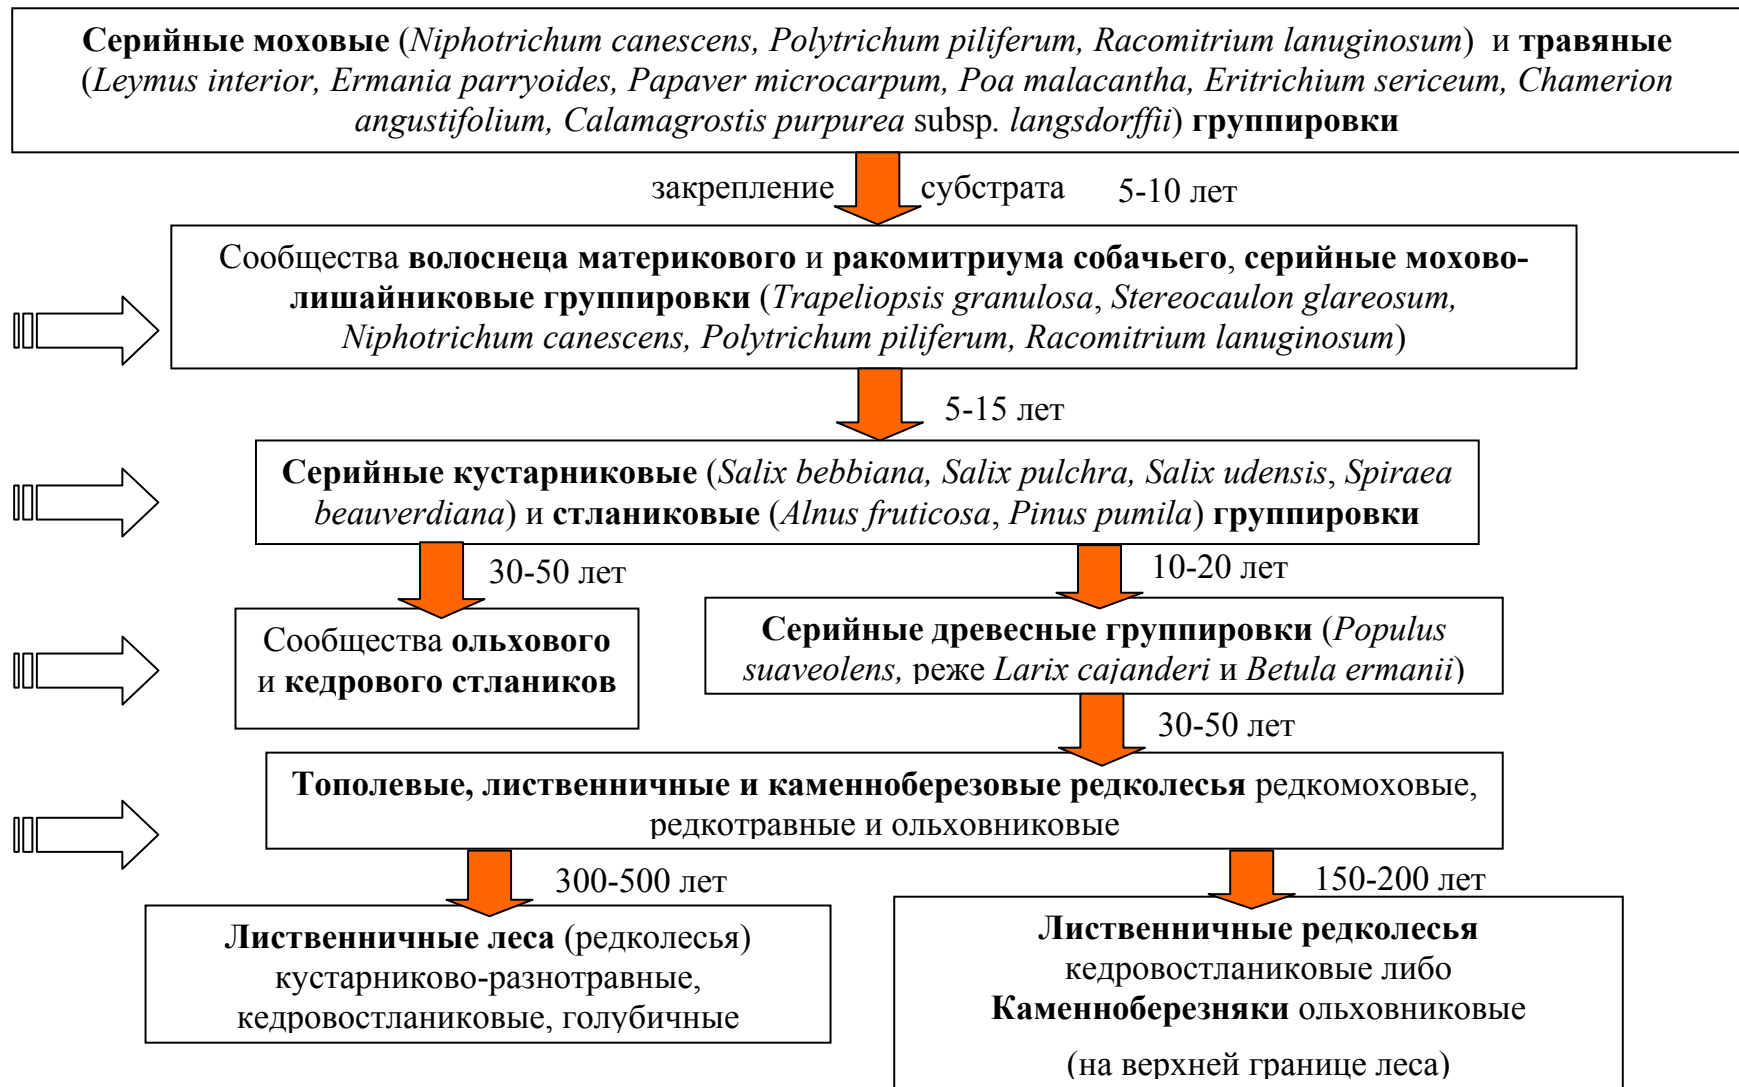 Серийные моховые (Niphotrichum canescens, Polytrichum piliferum, Racomitrium lanuginosum) и травяные
(Leymus interior, Ermania parryoides, Papaver microcarpum, Poa malacantha, Eritrichium sericeum, Chamerion
angustifolium, Calamagrostis purpurea subsp. langsdorffii) группировки
закрепление субстрата 5-10 лет
Сообщества волоснеца материкового и ракомитриума собачьего, серийные мохово-
лишайниковые группировки (Trapeliopsis granulosa, Stereocaulon glareosum,
Niphotrichum canescens, Polytrichum piliferum, Racomitrium lanuginosum)
5-15 лет
Серийные кустарниковые (Salix bebbiana, Salix pulchra, Salix udensis, Spiraea
beauverdiana) и стланиковые (Alnus fruticosa, Pinus pumila) группировки
30-50 лет
10-20 лет
Сообщества ольхового
и кедрового стлаников
Серийные древесные группировки (Populus
suaveolens, реже Larix cajanderi и Betula ermanii)
30-50 лет
Тополевые, лиственничные и каменноберезовые редколесья редкомоховые,
редкотравные и ольховниковые
300-500 лет
150-200 лет
Лиственничные леса (редколесья)
кустарниково-разнотравные,
кедровостланиковые, голубичные
Лиственничные редколесья
кедровостланиковые либо
Каменноберезняки ольховниковые
(на верхней границе леса)